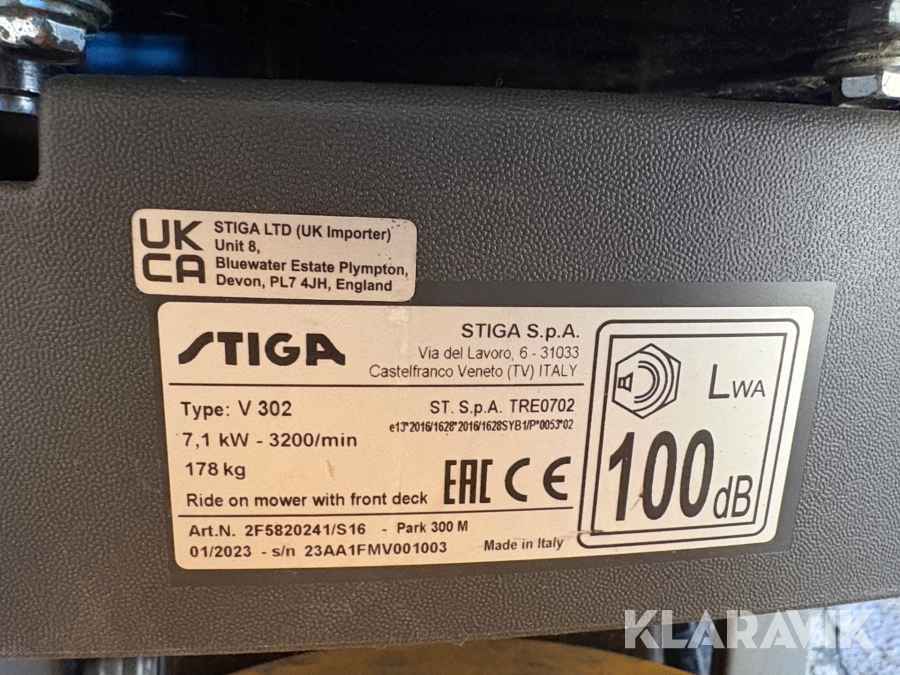 UK
CA
STIGA LTD (UK Importer)
Unit 8,
Bluewater Estate Plympton,
Devon, PL7 4JH, England
STIGA
STIGA S.p.A.
Via del Lavoro, 6 - 31033
Castelfranco Veneto (TV) ITALY
Type: V 302
7,1 kW - 3200/min
178 kg
Ride on mower with front deck
ST. S.p.A. TRE0702
e13*2016/1628*2016/1628SYB1/P*0053*02
EAC CE
Art.N. 2F5820241/S16 - Park 300 M
01/2023 - s/n 23AA1FMV001003
Made in Italy
LWA
100dB
KLARAVIK